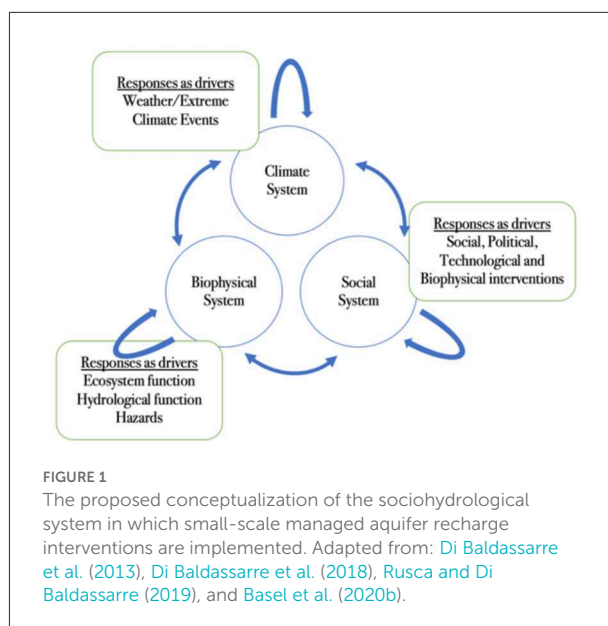 Responses as drivers
Weather/Extreme
Climate Events
Climate
System
Responses as drivers
Social, Political,
Technological and
Biophysical interventions
Biophysical
System
Social
System
Responses as drivers
Ecosystem function
Hydrological function
Hazards
FIGURE 1
The proposed conceptualization of the sociohydrological
system in which small-scale managed aquifer recharge
interventions are implemented. Adapted from: Di Baldassarre
et al. (2013), Di Baldassarre et al. (2018), Rusca and Di
Baldassarre (2019), and Basel et al. (2020b).